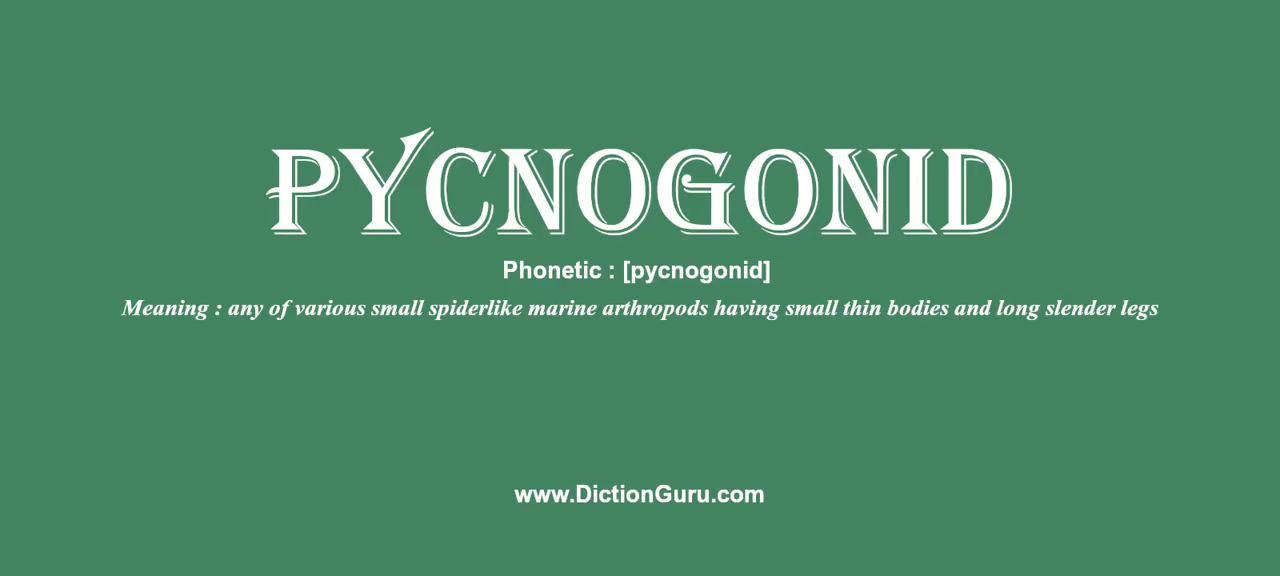 PYCNOGONID
Phonetic : [pycnogonid]
Meaning : any of various small spiderlike marine arthropods having small thin bodies and long slender legs
www.DictionGuru.com